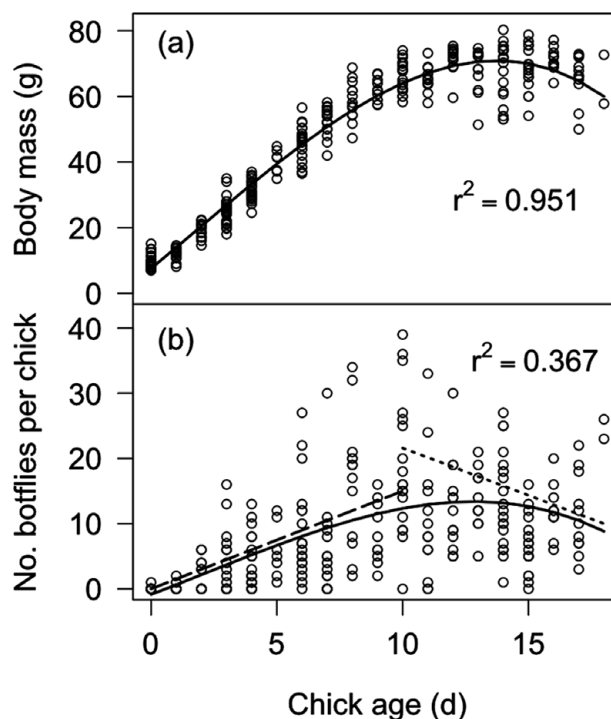 (a)
Body mass (g)
80
60
40
20
0
r² = 0.951
(b)
No. botflies per chick
40
30
20
10
0
r² = 0.367
0 5 10 15
Chick age (d)